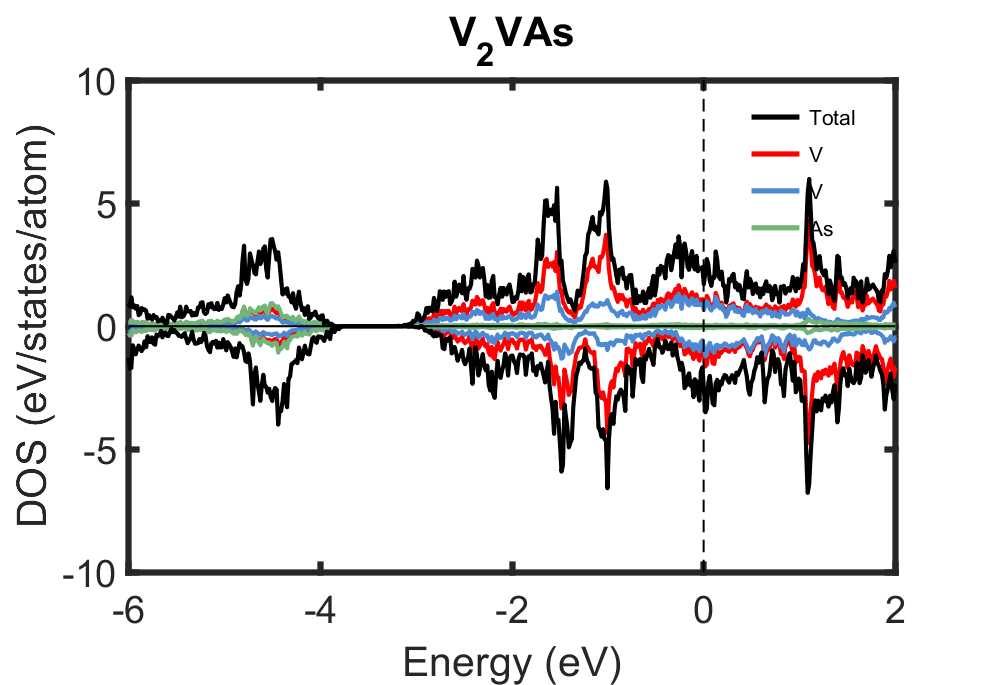 V₂VAs
10
5
0
-5
-10
DOS (eV/states/atom)
Total
V
V
As
-6 -4 -2 0 2
Energy (eV)